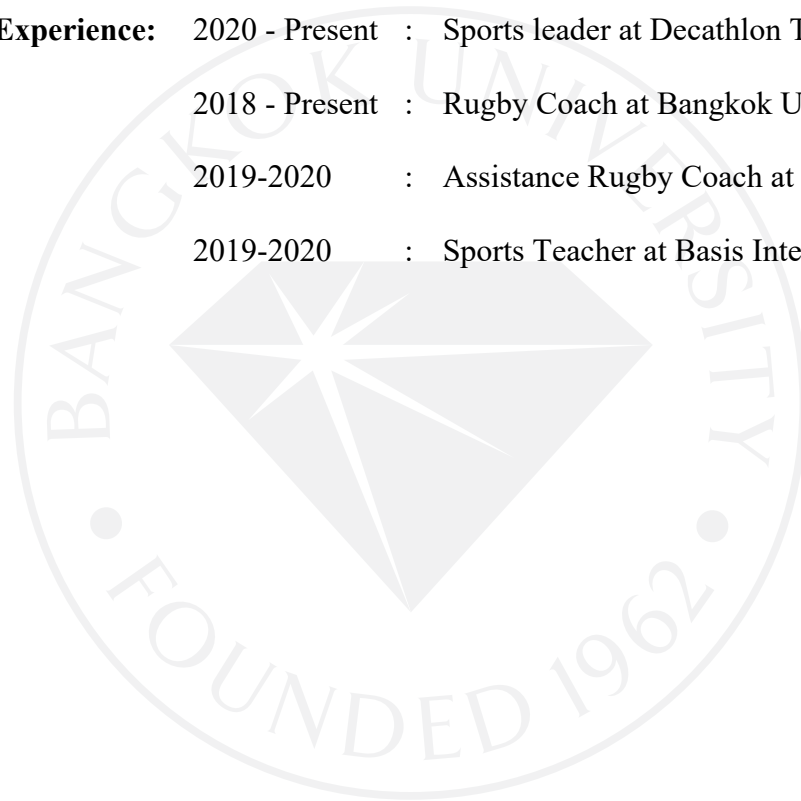 Experience: 2020 - Present : Sports leader at Decathlon
2018 - Present : Rugby Coach at Bangkok
2019-2020 : Assistance Rugby Coach at
2019-2020 : Sports Teacher at Basis
BANGKOK UNIVERSITY
• FOUNDED 1962 •